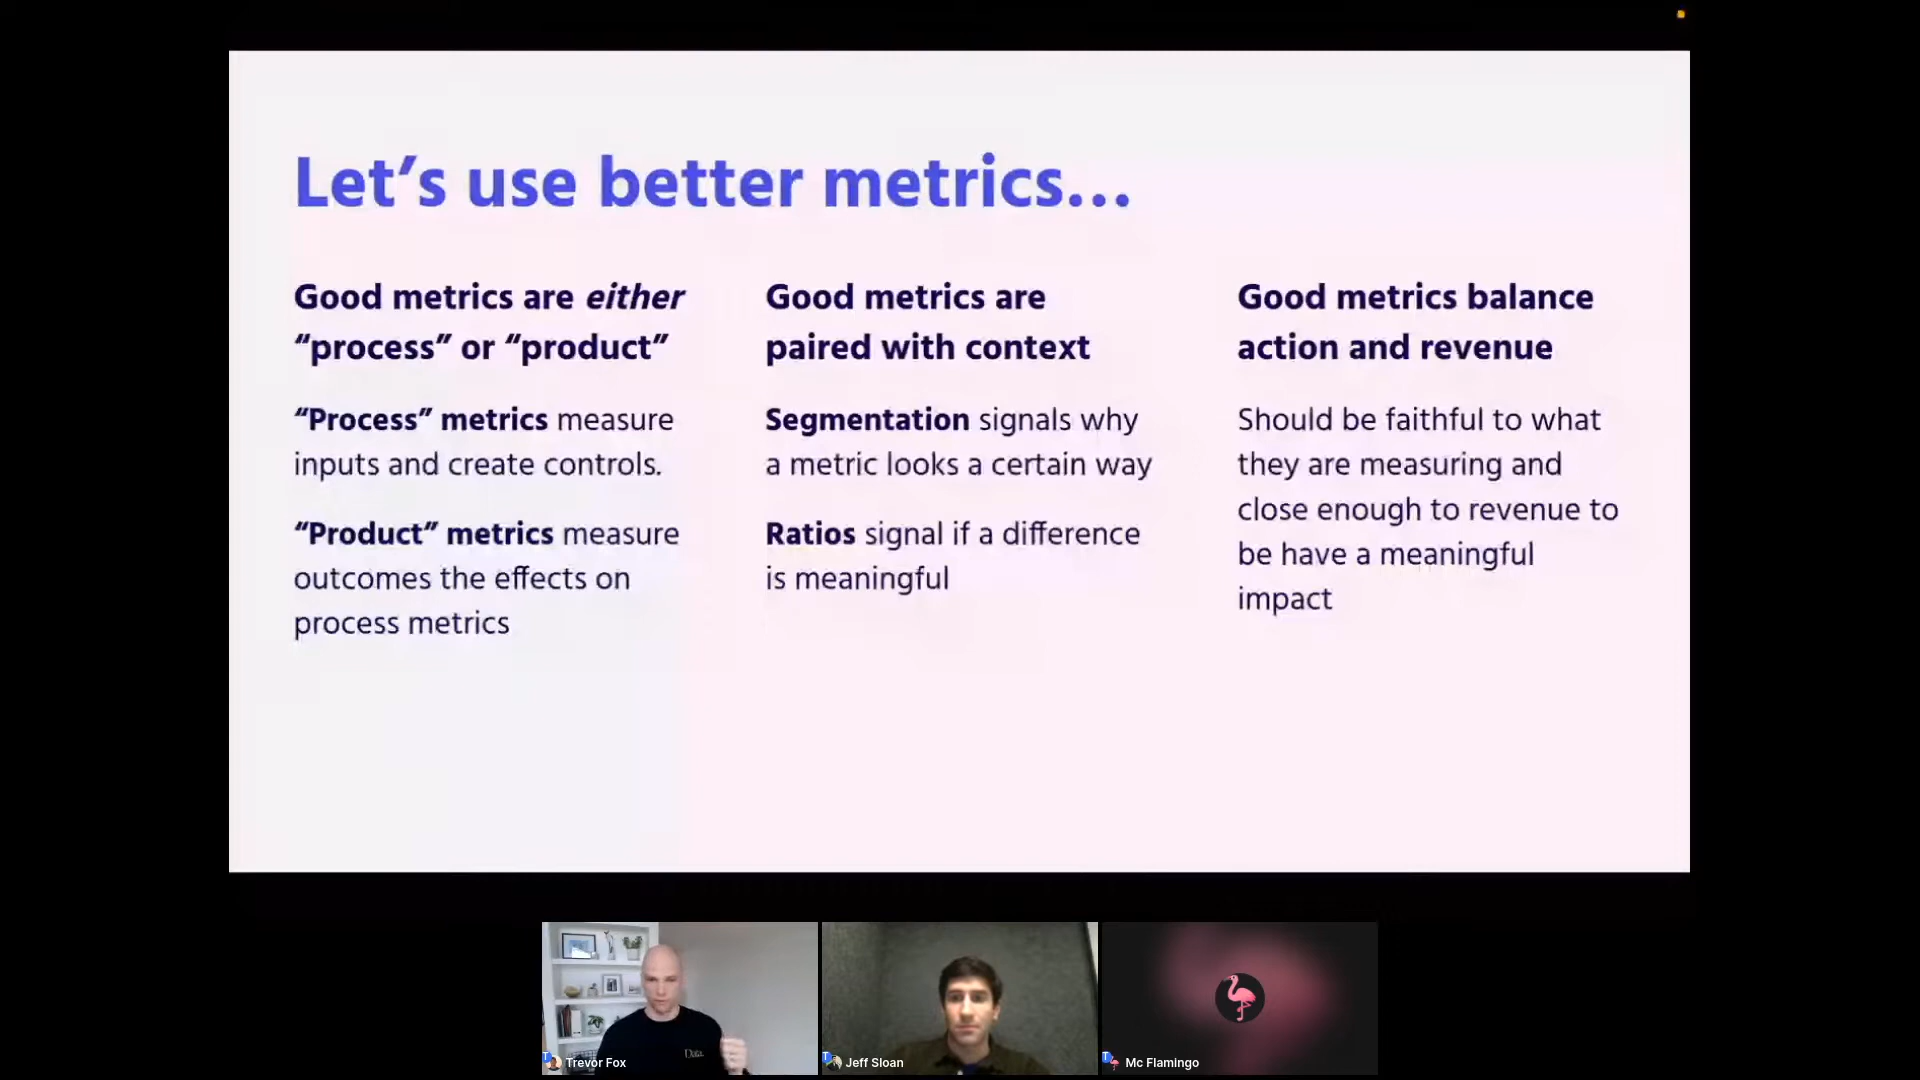 Let’s use better metrics...
Good metrics are either
“process” or “product”
“Process” metrics measure
inputs and create controls.
“Product” metrics measure
outcomes the effects on
process metrics
Good metrics are
paired with context
Segmentation signals why
a metric looks a certain way
Ratios signal if a difference
is meaningful
Good metrics balance
action and revenue
Should be faithful to what
they are measuring and
close enough to revenue to
be have a meaningful
impact
Data
Trevor Fox
Jeff Sloan
Mc Flamingo